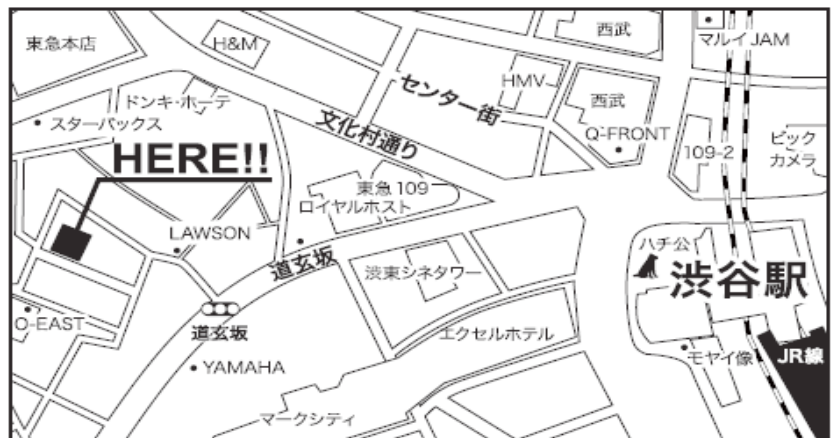 西武
マルイJAM
東急本店
H&M
HMV
センター街
西武
ドンキ・ホーテ
スターバックス
文化村通り
Q-FRONT
109-2
ビック
カメラ
HERE!!
東急109
ロイヤルホスト
LAWSON
道玄坂
渋東シネタワー
ハチ公
渋谷駅
O-EAST
道玄坂
エクセルホテル
モヤイ像
JR線
YAMAHA
マークシティ